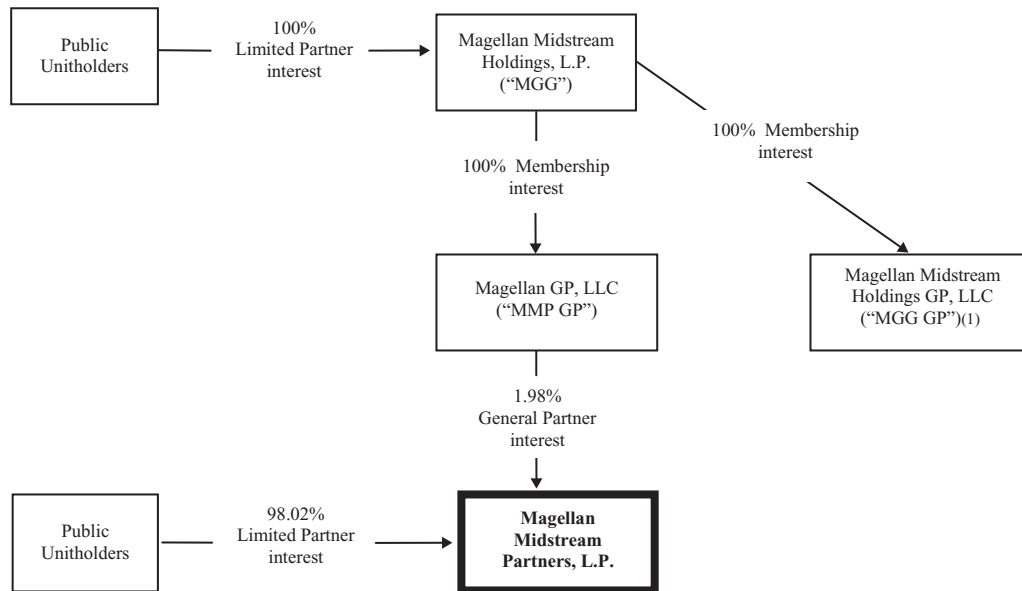 Public
Unitholders
100%
Limited Partner
interest
Magellan Midstream
Holdings, L.P.
(“MGG”)
100%  Membership
interest
100%  Membership
interest
Magellan GP, LLC
(“MMP GP”)
Magellan Midstream
Holdings GP, LLC
(“MGG GP”)(1)
1.98%
General Partner
interest
Public
Unitholders
98.02%
Limited Partner
interest
Magellan
Midstream
Partners, L.P.